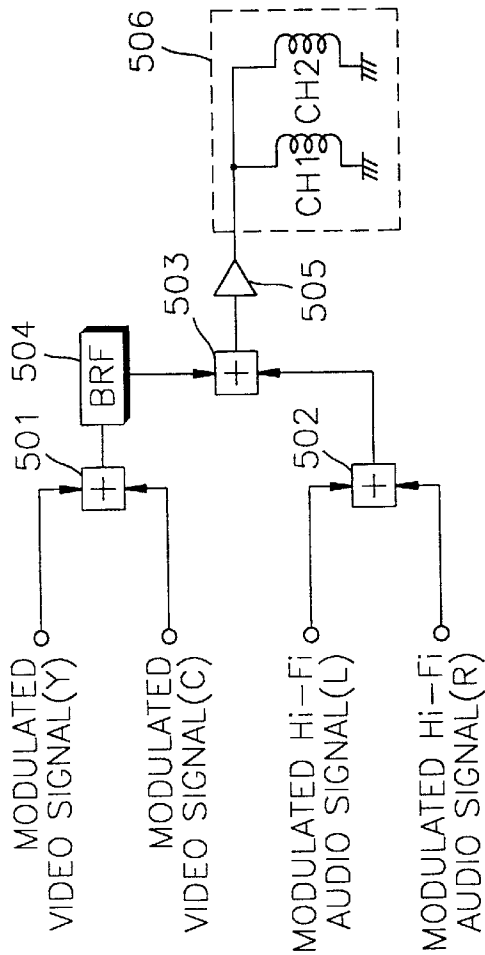 MODULATED
VIDEO SIGNAL(Y)
MODULATED
VIDEO SIGNAL(C)
MODULATED Hi-Fi
AUDIO SIGNAL(L)
MODULATED Hi-Fi
AUDIO SIGNAL(R)
501
504
BRF
503
502
505
506
CH1
CH2